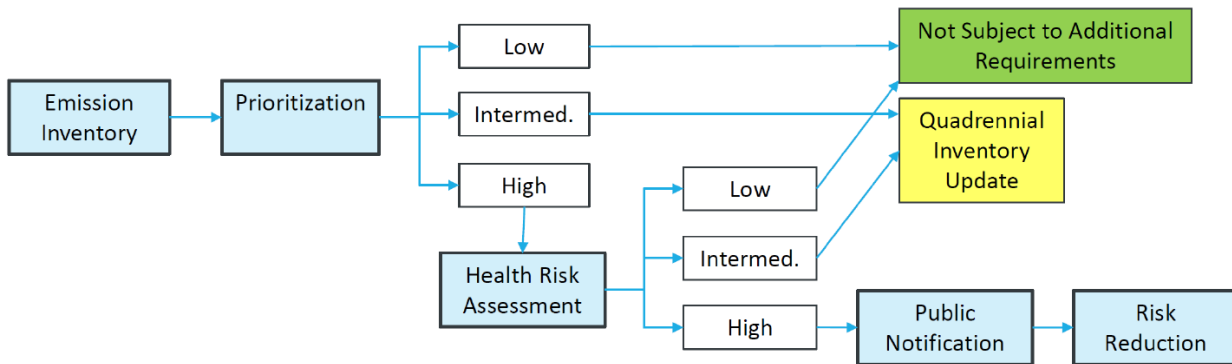 Emission
Inventory
Prioritization
Low
Intermed.
High
Not Subject to Additional
Requirements
Quadrennial
Inventory
Update
Health Risk
Assessment
Low
Intermed.
High
Public
Notification
Risk
Reduction